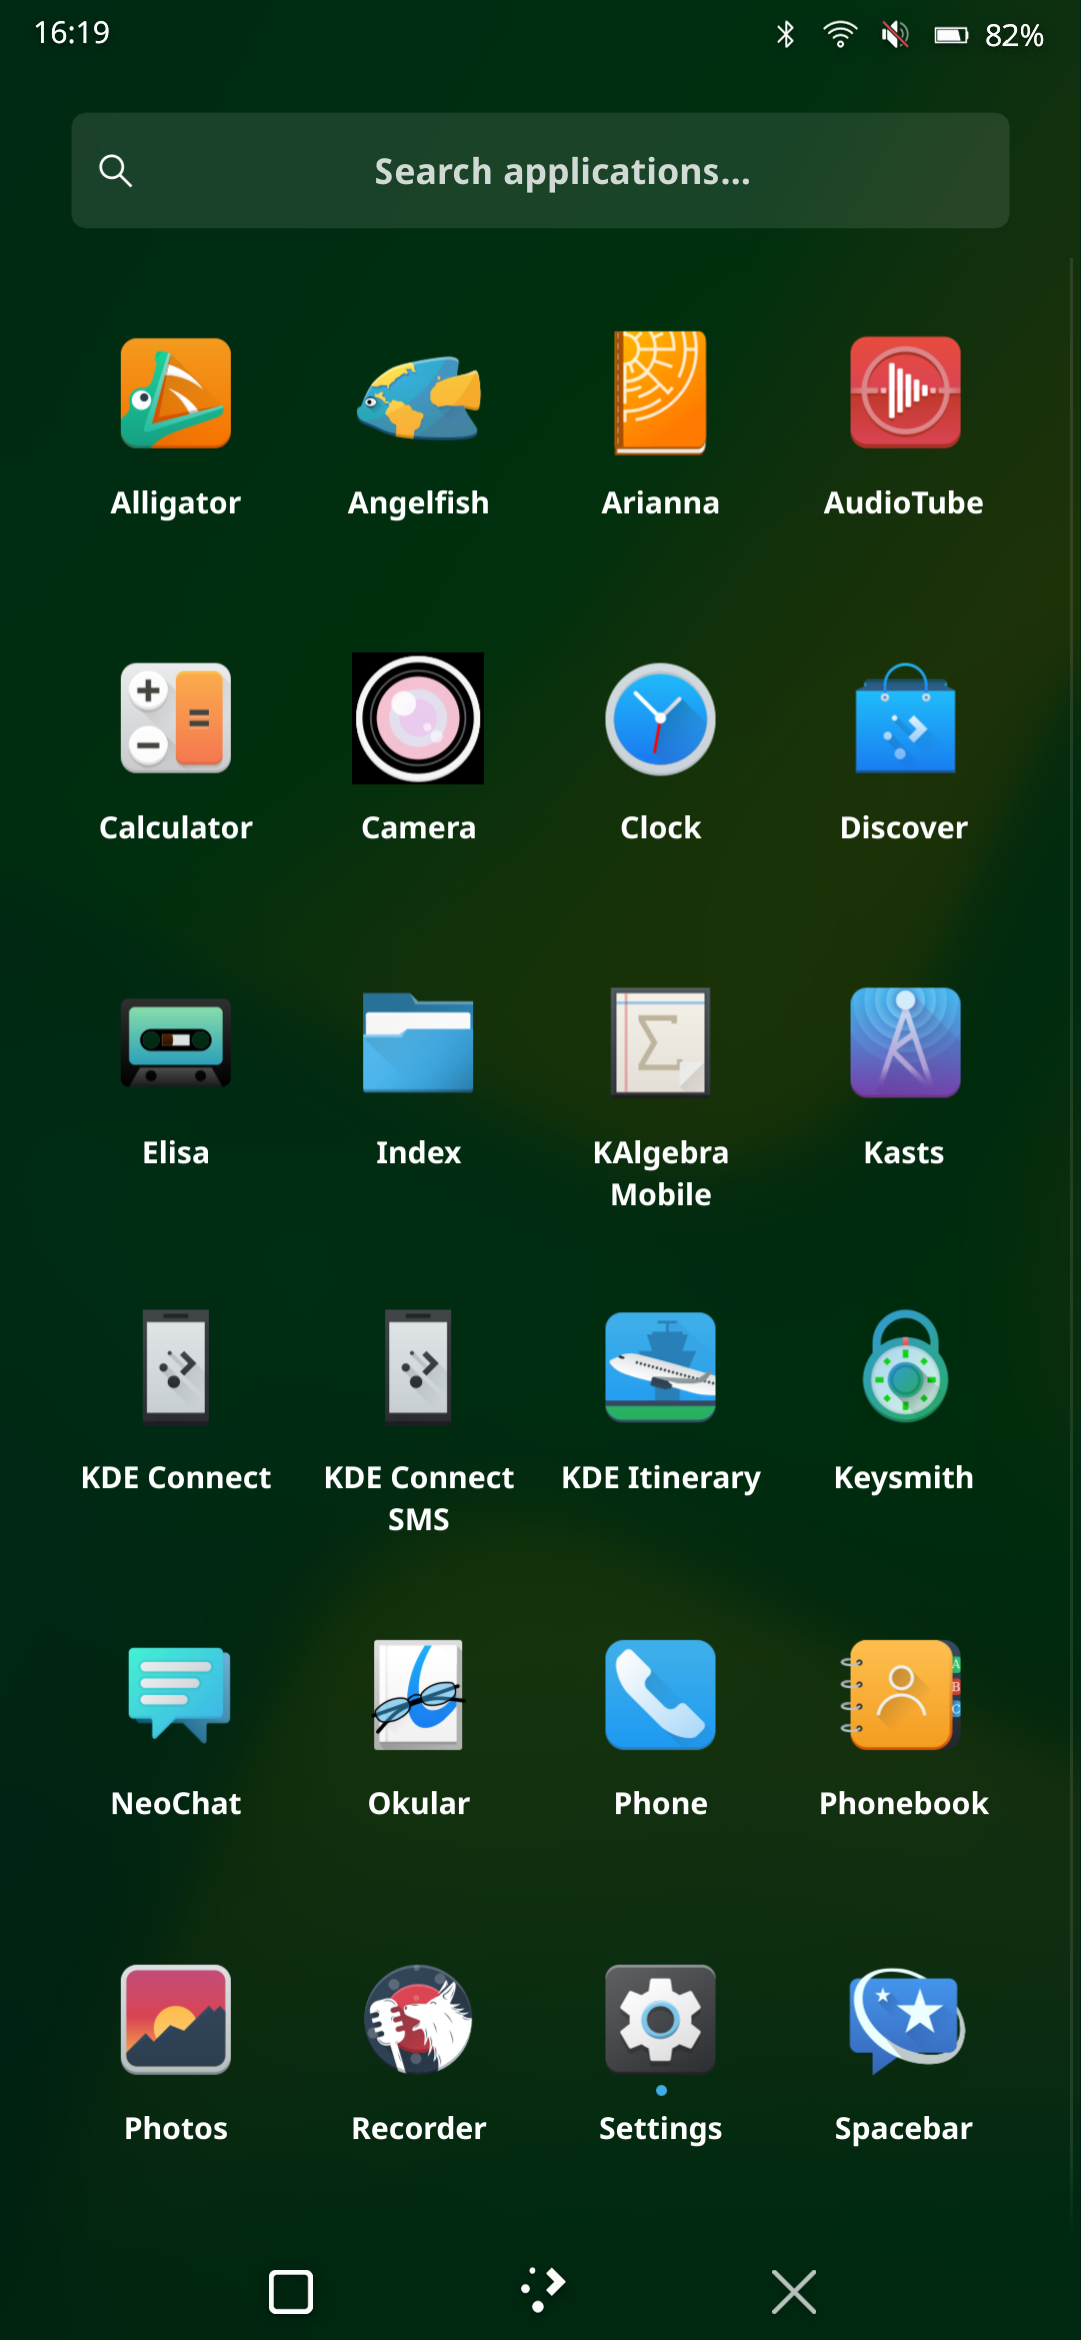 16:19
82%
Search applications...
Alligator
Angelfish
Arianna
AudioTube
Calculator
Camera
Clock
Discover
Elisa
Index
KAlgebra
Mobile
Kasts
KDE Connect
KDE Connect
SMS
KDE Itinerary
Keysmith
A
B
C
NeoChat
Okular
Phone
Phonebook
Photos
Recorder
Settings
Spacebar